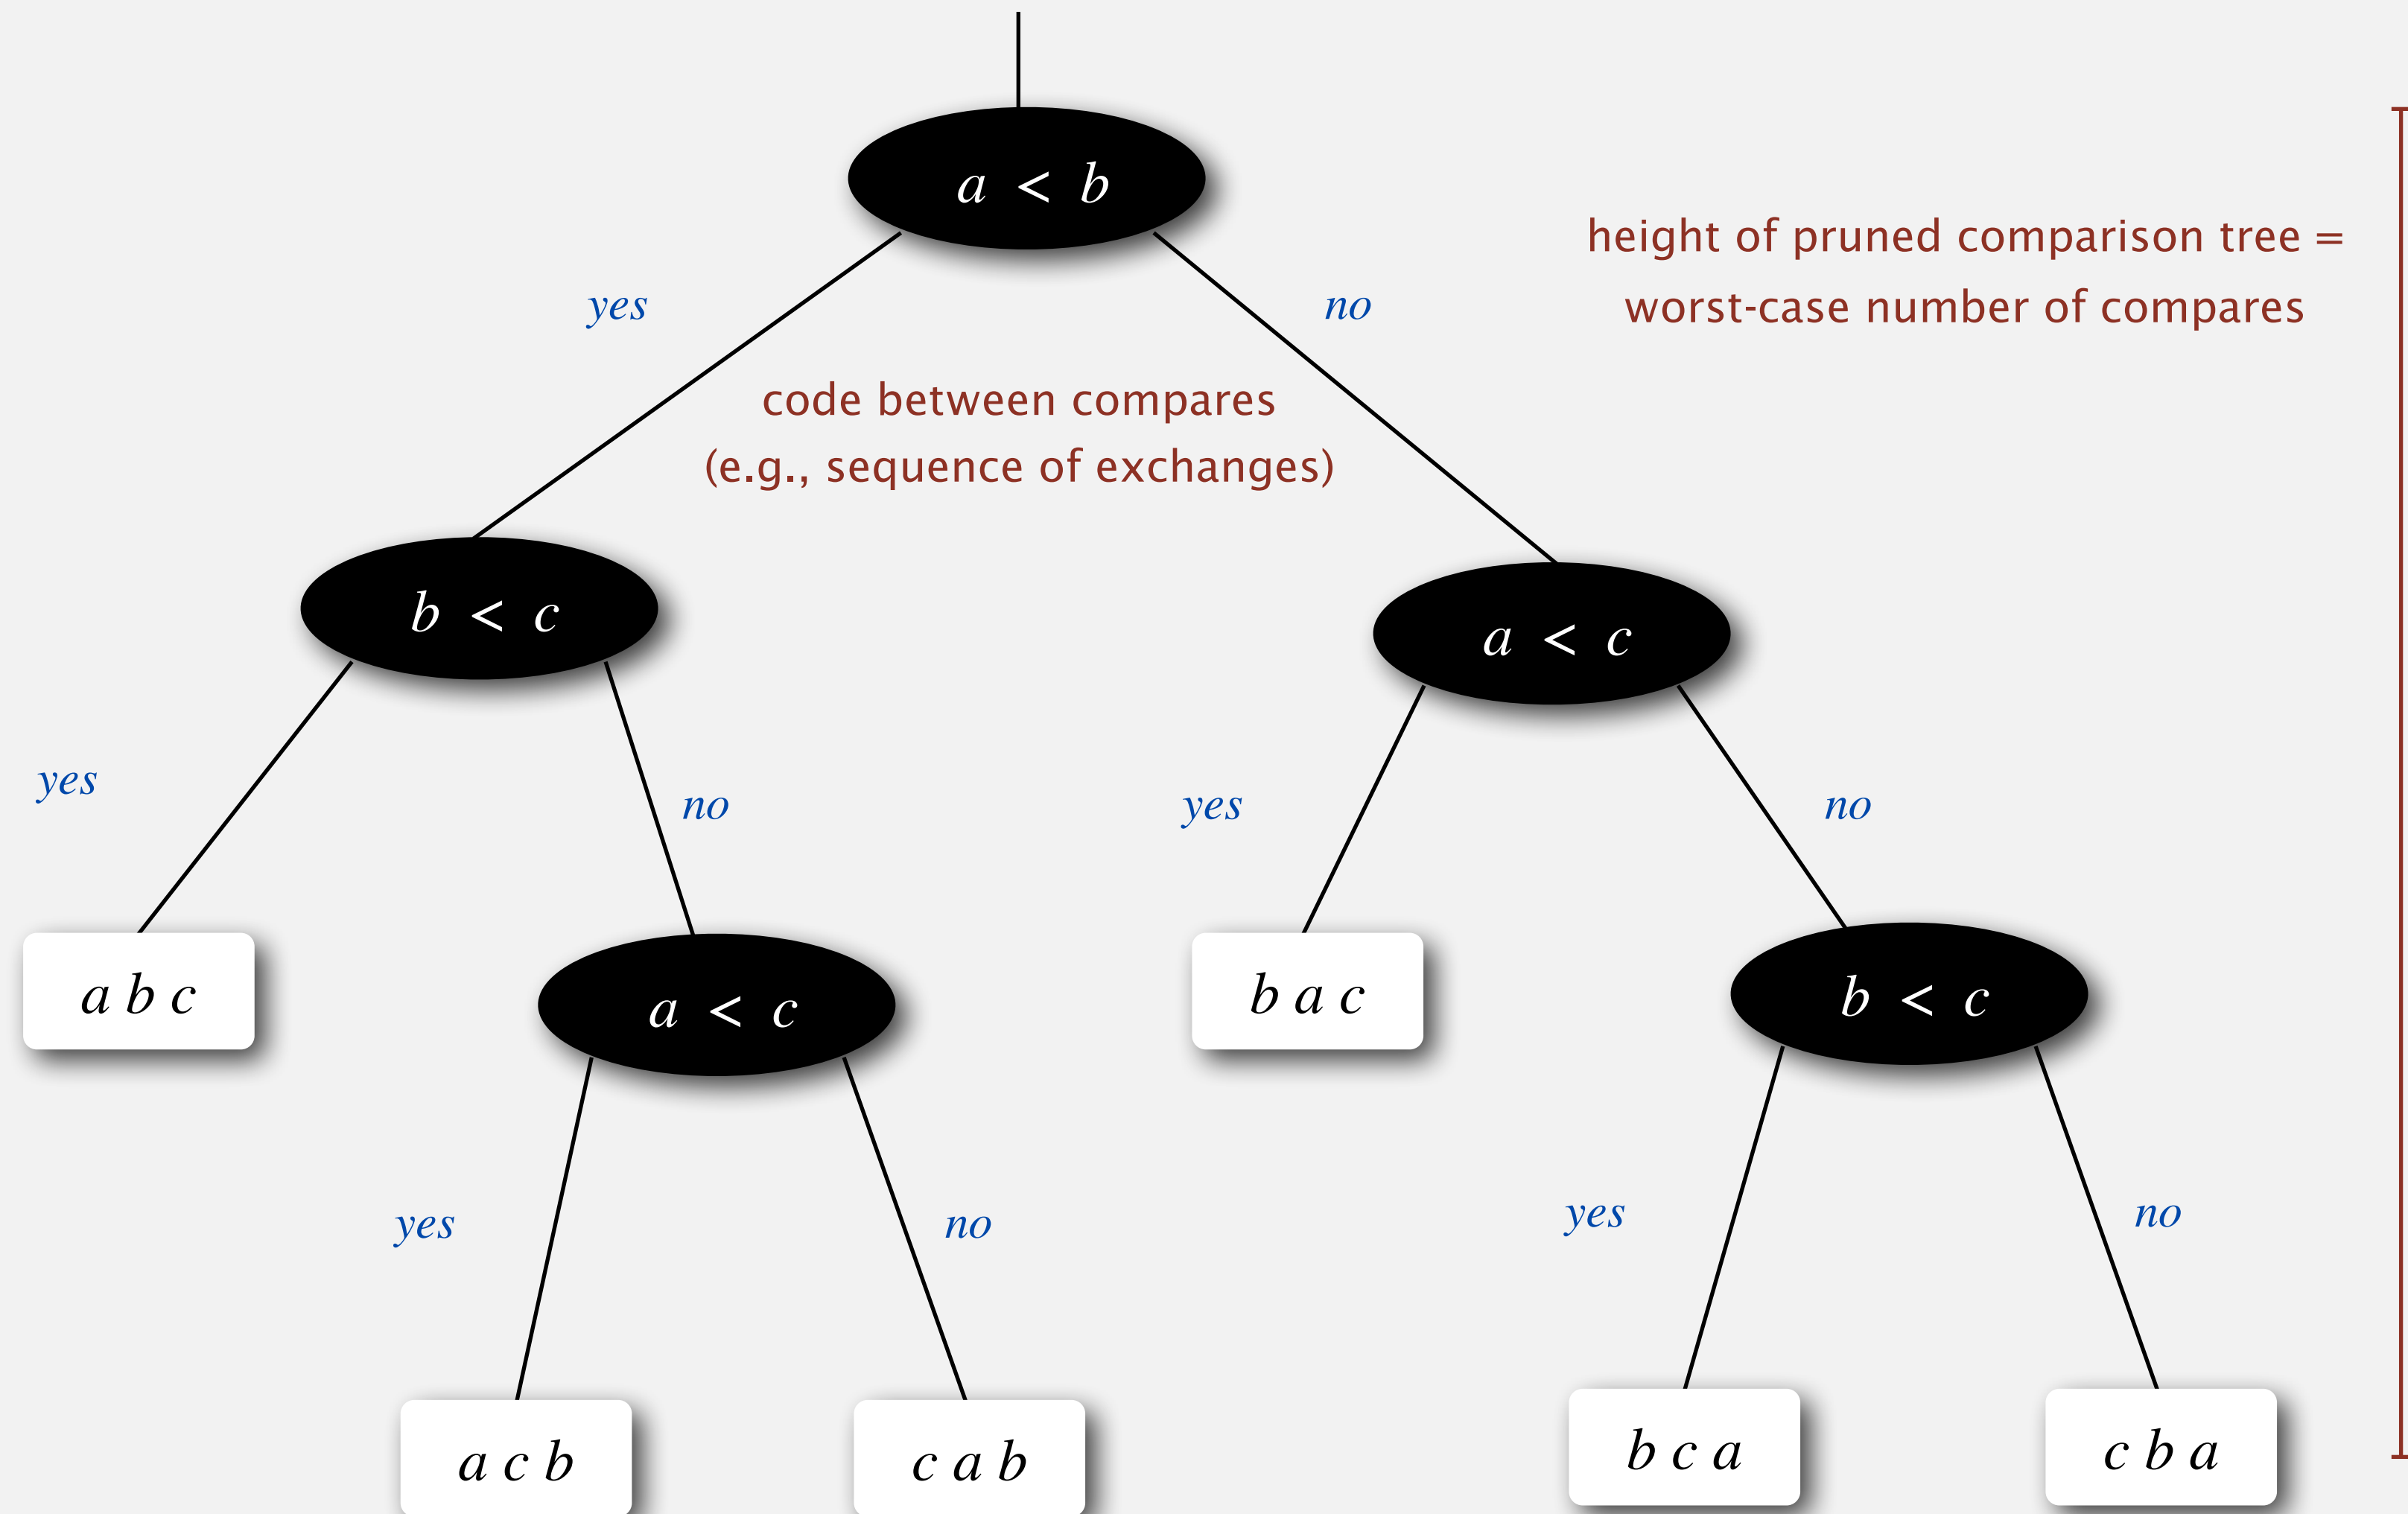 a < b
height of pruned comparison tree =
worst-case number of compares
yes
no
code between compares
(e.g., sequence of exchanges)
b < c
a < c
yes
no
yes
no
a b c
a < c
b a c
b < c
yes
no
yes
no
a c b
c a b
b c a
c b a